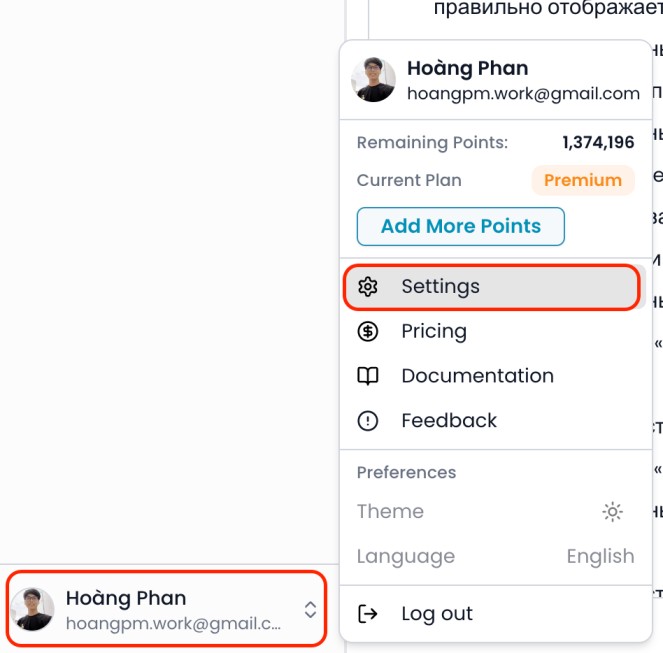 правильно отображает
Hoàng Phan
hoangpm.work@gmail.com
Remaining Points: 1,374,196
Current Plan Premium
Add More Points
Settings
Pricing
Documentation
Feedback
Preferences
Theme
Language English
Log out
Hoàng Phan
hoangpm.work@gmail.c...